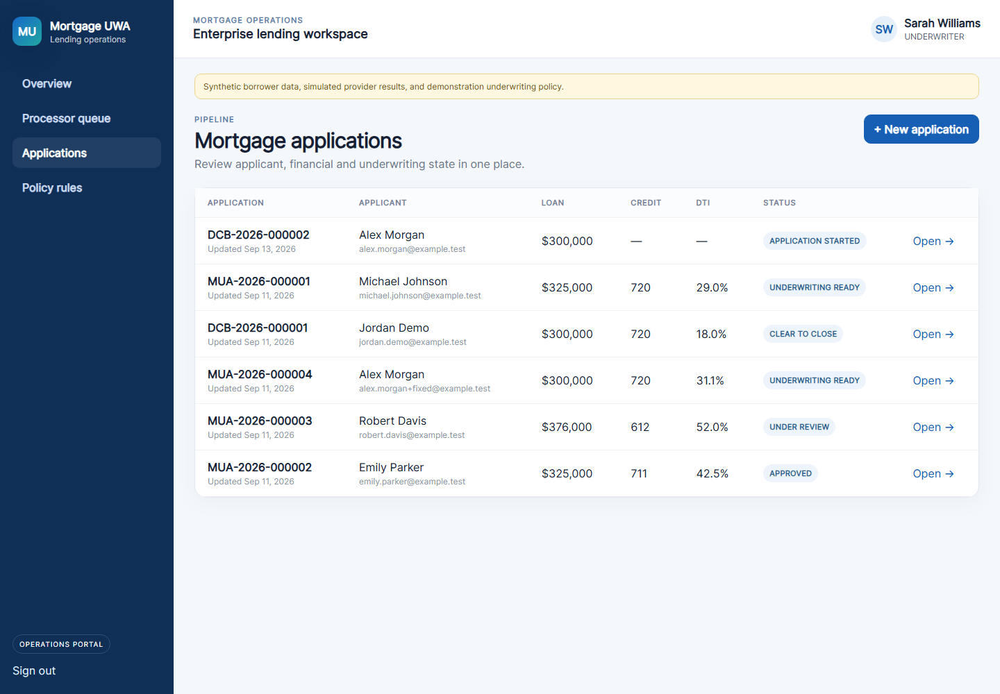 MU
Mortgage UWA
Lending operations
Overview
Processor queue
Applications
Policy rules
OPERATIONS PORTAL
Sign out
MORTGAGE OPERATIONS
Enterprise lending workspace
SW
Sarah Williams
UNDERWRITER
Synthetic borrower data, simulated provider results, and demonstration underwriting policy.
PIPELINE
Mortgage applications
Review applicant, financial and underwriting state in one place.
+ New application
APPLICATION APPLICANT LOAN CREDIT DTI STATUS
DCB-2026-000002 Alex Morgan $300,000 — — APPLICATION STARTED Open →
Updated Sep 13, 2026 alex.morgan@example.test
MUA-2026-000001 Michael Johnson $325,000 720 29.0% UNDERWRITING READY Open →
Updated Sep 11, 2026 michael.johnson@example.test
DCB-2026-000001 Jordan Demo $300,000 720 18.0% CLEAR TO CLOSE Open →
Updated Sep 11, 2026 jordan.demo@example.test
MUA-2026-000004 Alex Morgan $300,000 720 31.1% UNDERWRITING READY Open →
Updated Sep 11, 2026 alex.morgan+fixed@example.test
MUA-2026-000003 Robert Davis $376,000 612 52.0% UNDER REVIEW Open →
Updated Sep 11, 2026 robert.davis@example.test
MUA-2026-000002 Emily Parker $325,000 711 42.5% APPROVED Open →
Updated Sep 11, 2026 emily.parker@example.test